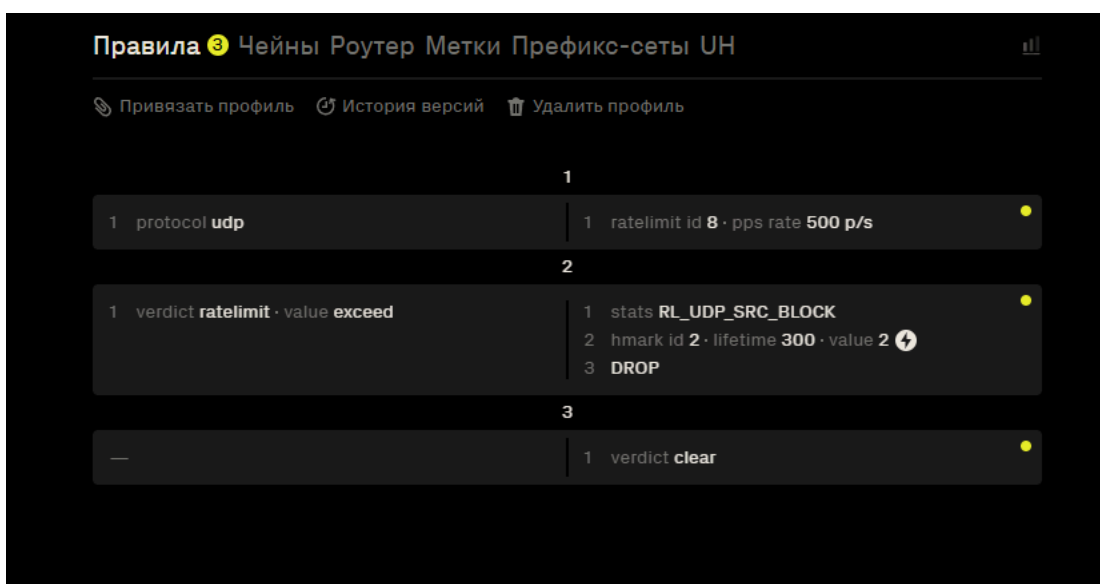 Правила 3 Чейны Роутер Метки Префикс-сеты UH
Привязать профиль История версий Удалить профиль
1
1 protocol udp 1 ratelimit id 8 · pps rate 500 p/s
2
1 verdict ratelimit · value exceed 1 stats RL_UDP_SRC_BLOCK
2 hmark id 2 · lifetime 300 · value 2
3 DROP
3
— 1 verdict clear